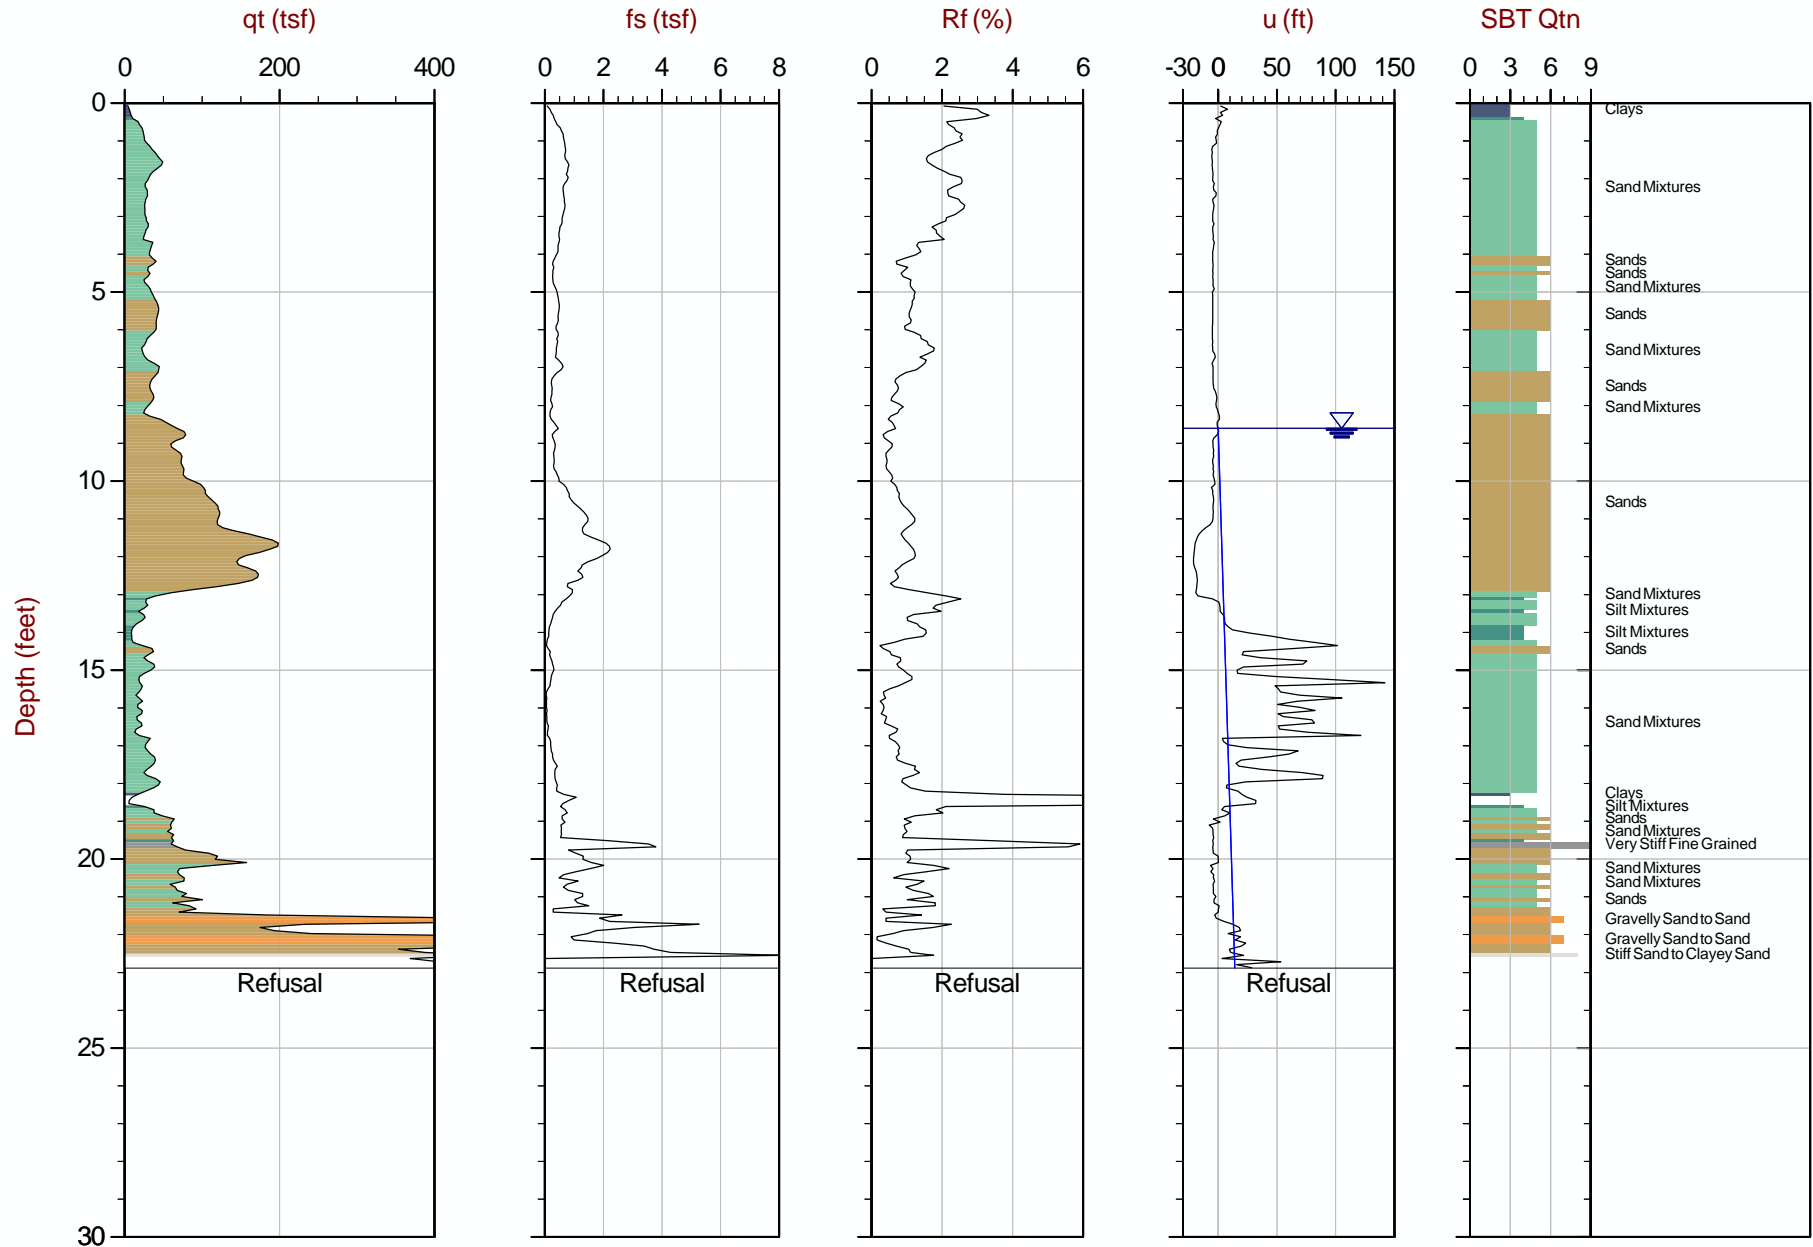 qt (tsf) fs (tsf) Rf (%) u (ft) SBT Qtn
0 200 400 0 2 4 6 8 0 2 4 6 -30 0 50 100 150 0 3 6 9
0
Clays
Sand Mixtures
Sands
Sands
Sand Mixtures
5
Sands
Sand Mixtures
Sands
Sand Mixtures
10
Sands
Sand Mixtures
Silt Mixtures
Silt Mixtures
Sands
15
Depth (feet)
Sand Mixtures
Clays
Silt Mixtures
Sands
Sand Mixtures
Very Stiff Fine Grained
20
Sand Mixtures
Sand Mixtures
Sands
Gravelly Sand to Sand
Gravelly Sand to Sand
Stiff Sand to Clayey Sand
Refusal Refusal Refusal Refusal
25
30